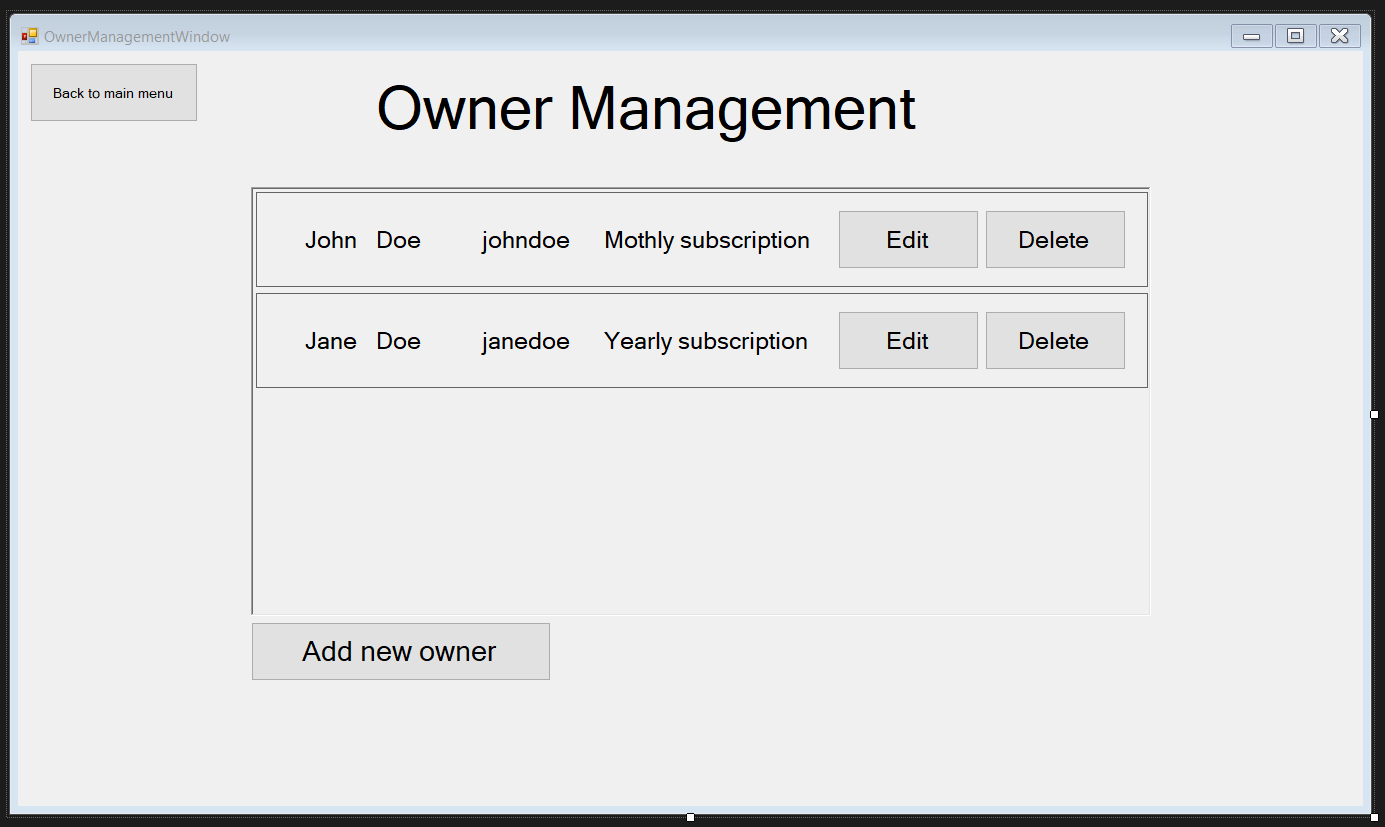 OwnerManagementWindow
Back to main menu
Owner Management
John Doe johndoe Mothly subscription Edit Delete
Jane Doe janedoe Yearly subscription Edit Delete
Add new owner